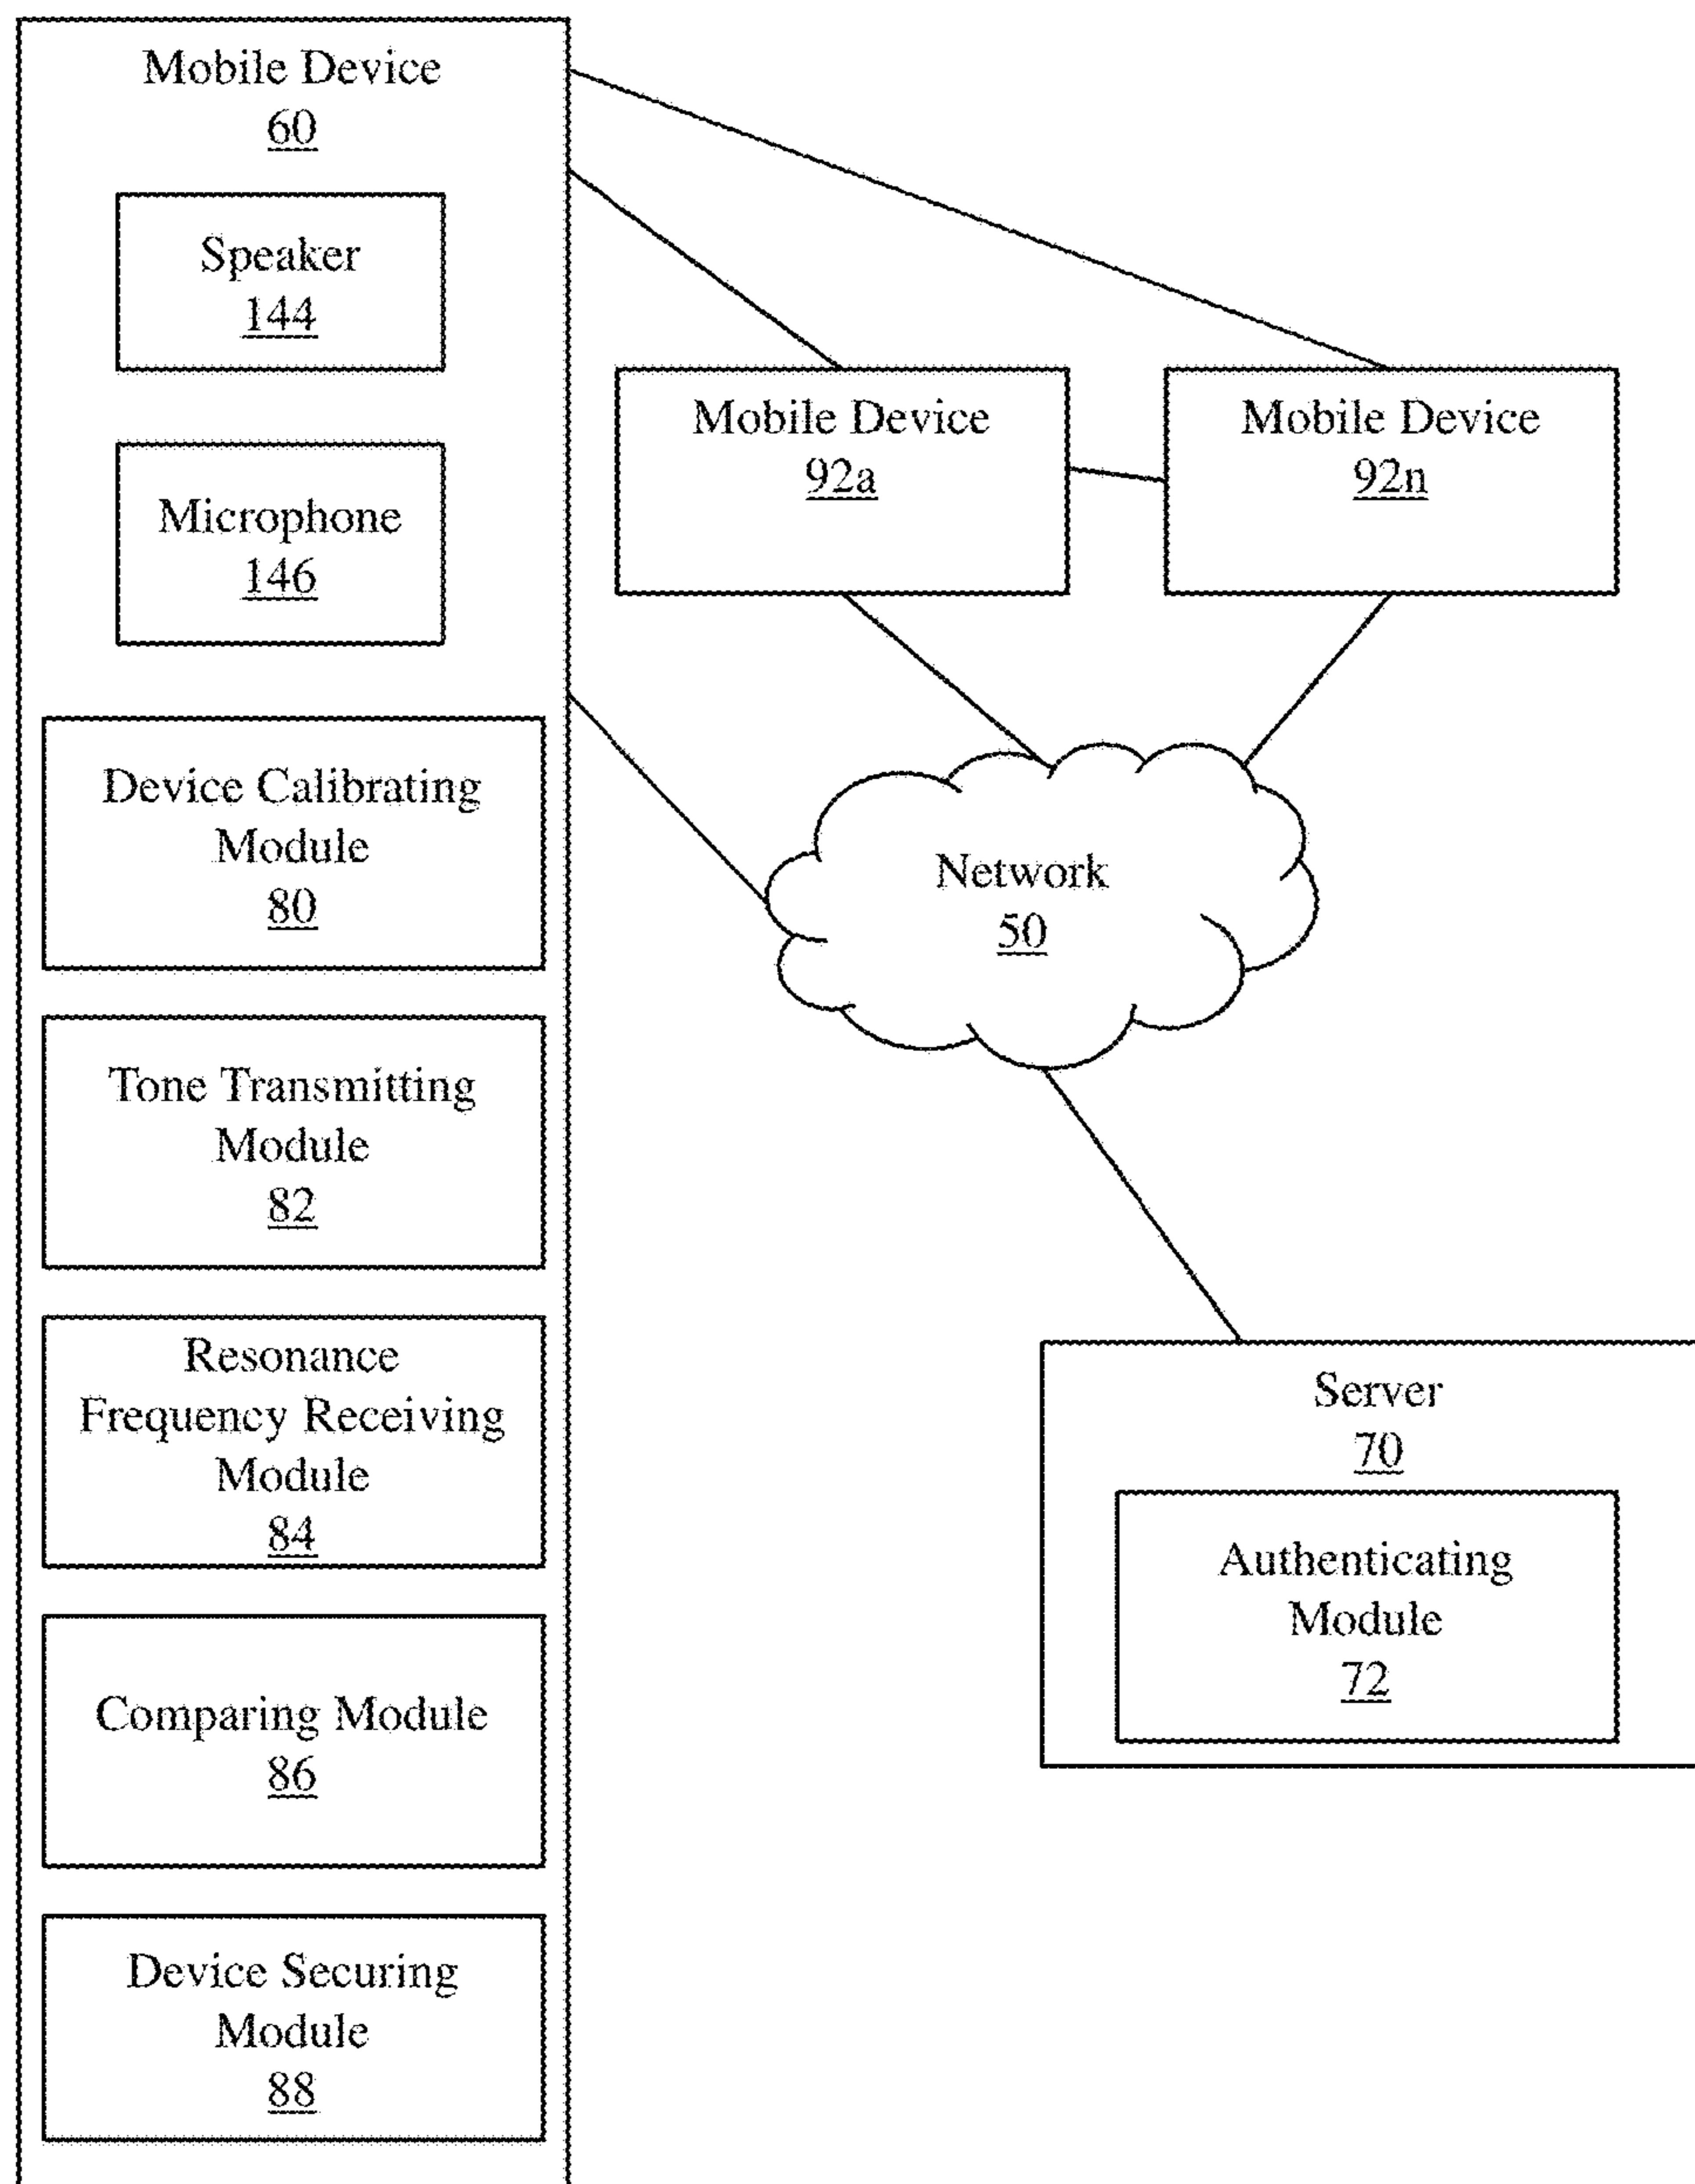 Mobile Device
60
Speaker
144
Microphone
146
Device Calibrating
Module
80
Tone Transmitting
Module
82
Resonance
Frequency Receiving
Module
84
Comparing Module
86
Device Securing
Module
88
Mobile Device
92a
Mobile Device
92n
Network
50
Server
70
Authenticating
Module
72